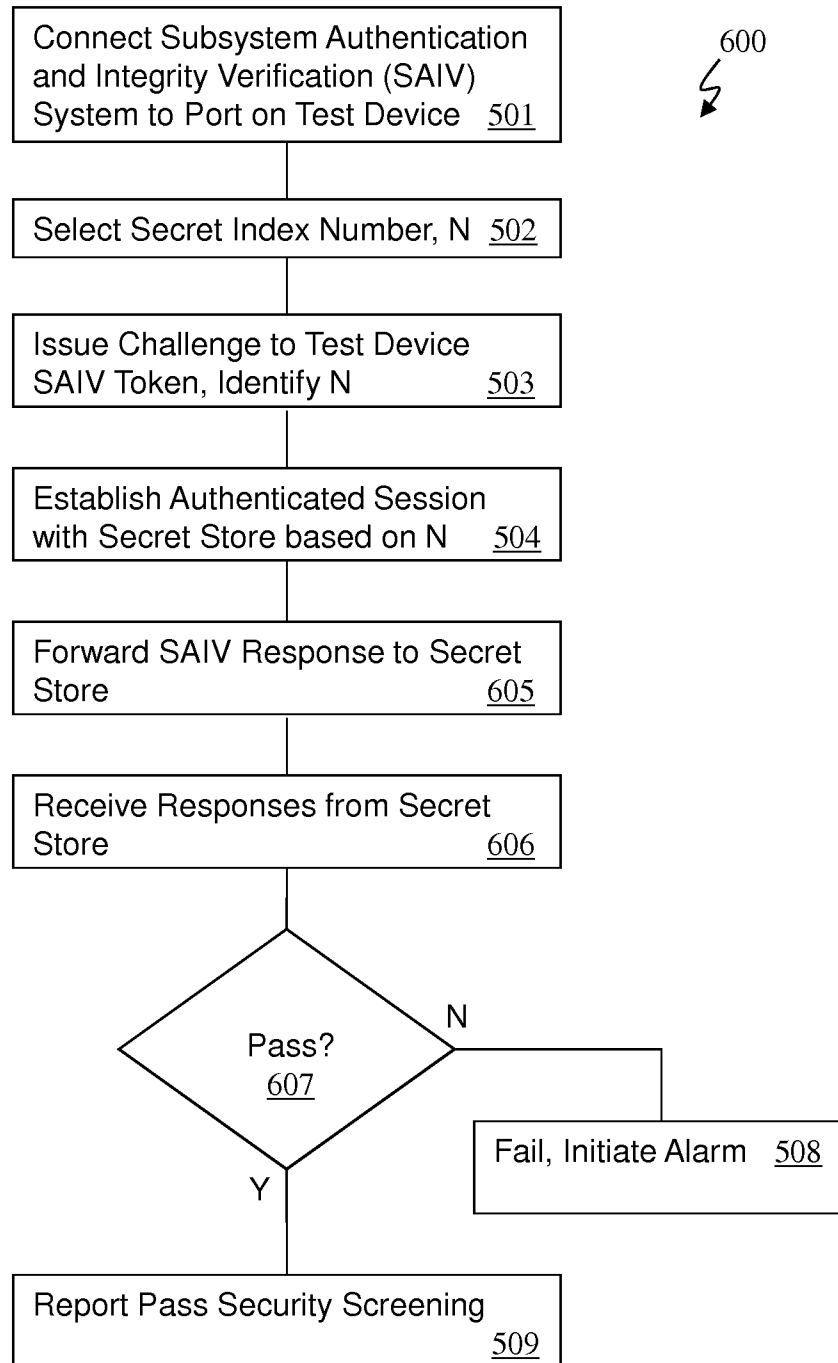 Connect Subsystem Authentication
and Integrity Verification (SAIV)
System to Port on Test Device 501
600
Select Secret Index Number, N 502
Issue Challenge to Test Device
SAIV Token, Identify N 503
Establish Authenticated Session
with Secret Store based on N 504
Forward SAIV Response to Secret
Store 605
Receive Responses from Secret
Store 606
Pass?
607
N
Fail, Initiate Alarm 508
Y
Report Pass Security Screening
509